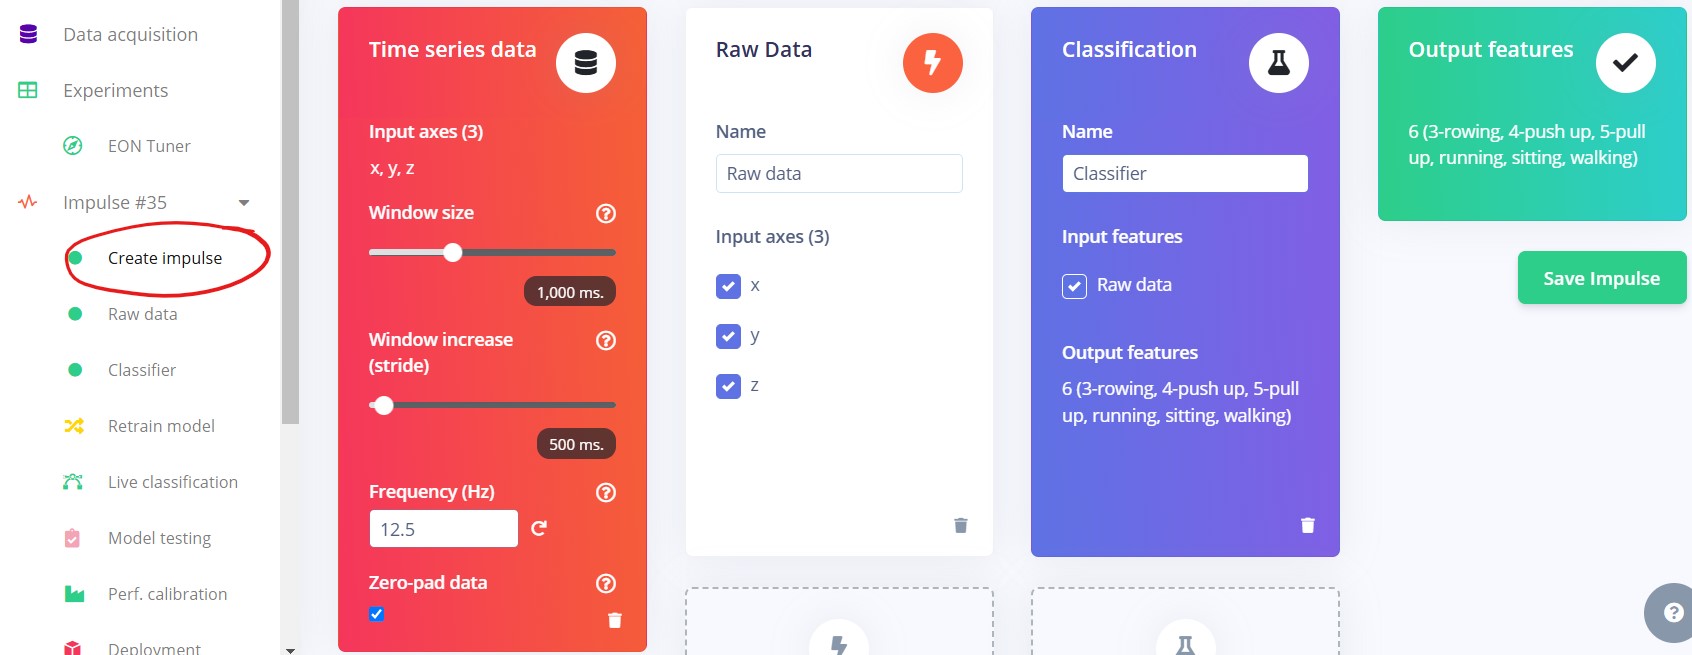 Data acquisition
Experiments
EON Tuner
Impulse #35
Create impulse
Raw data
Classifier
Retrain model
Live classification
Model testing
Perf. calibration
Deployment
Time series data
Input axes (3)
x, y, z
Window size
1,000 ms.
Window increase
(stride)
500 ms.
Frequency (Hz)
12.5
Zero-pad data
Raw Data
Name
Raw data
Input axes (3)
x
y
z
Classification
Name
Classifier
Input features
Raw data
Output features
6 (3-rowing, 4-push up, 5-pull
up, running, sitting, walking)
Output features
6 (3-rowing, 4-push up, 5-pull
up, running, sitting, walking)
Save Impulse